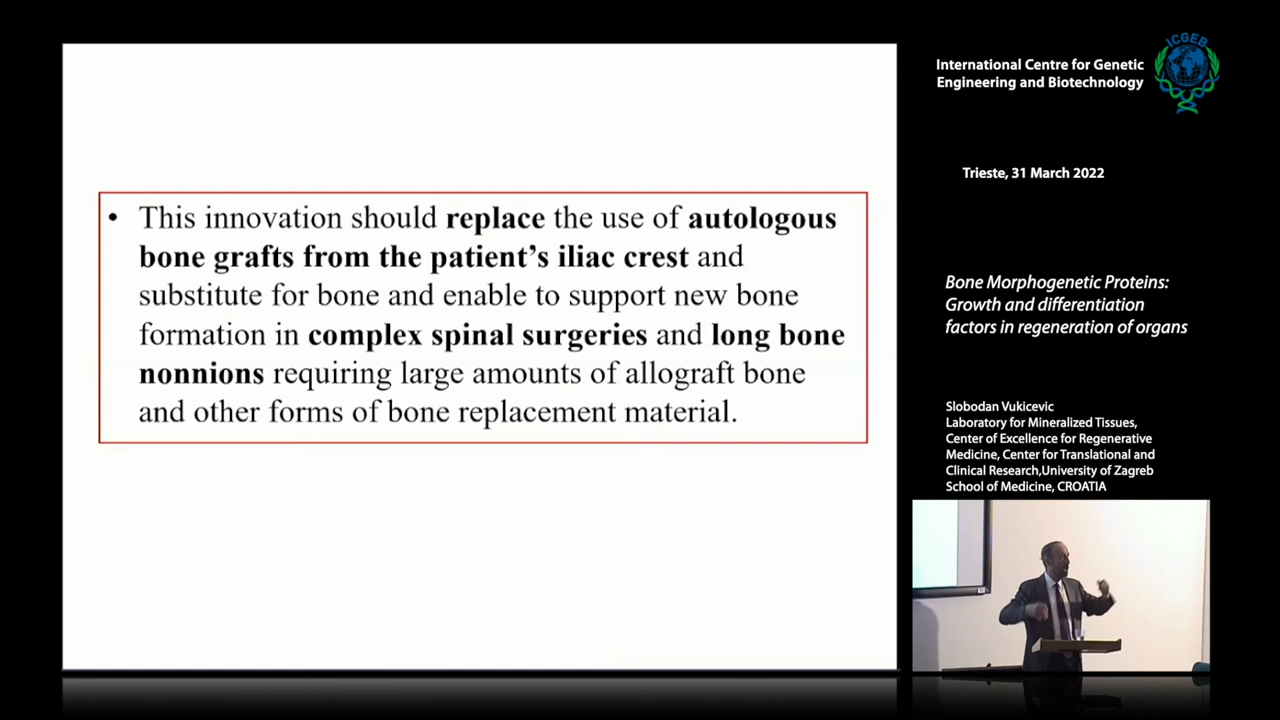 • This innovation should replace the use of autologous
bone grafts from the patient's iliac crest and
substitute for bone and enable to support new bone
formation in complex spinal surgeries and long bone
nonnions requiring large amounts of allograft bone
and other forms of bone replacement material.
International Centre for Genetic
Engineering and Biotechnology
ICGEB
Trieste, 31 March 2022
Bone Morphogenetic Proteins:
Growth and differentiation
factors in regeneration of organs
Slobodan Vukicevic
Laboratory for Mineralized Tissues,
Center of Excellence for Regenerative
Medicine, Center for Translational and
Clinical Research,University of Zagreb
School of Medicine, CROATIA